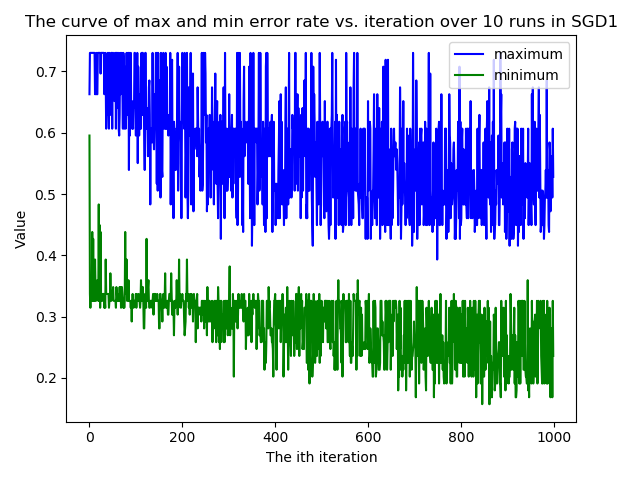 The curve of max and min error rate vs. iteration over 10 runs in SGD1
maximum
minimum
0.7
0.6
0.5
0.4
0.3
0.2
Value
0 200 400 600 800 1000
The ith iteration